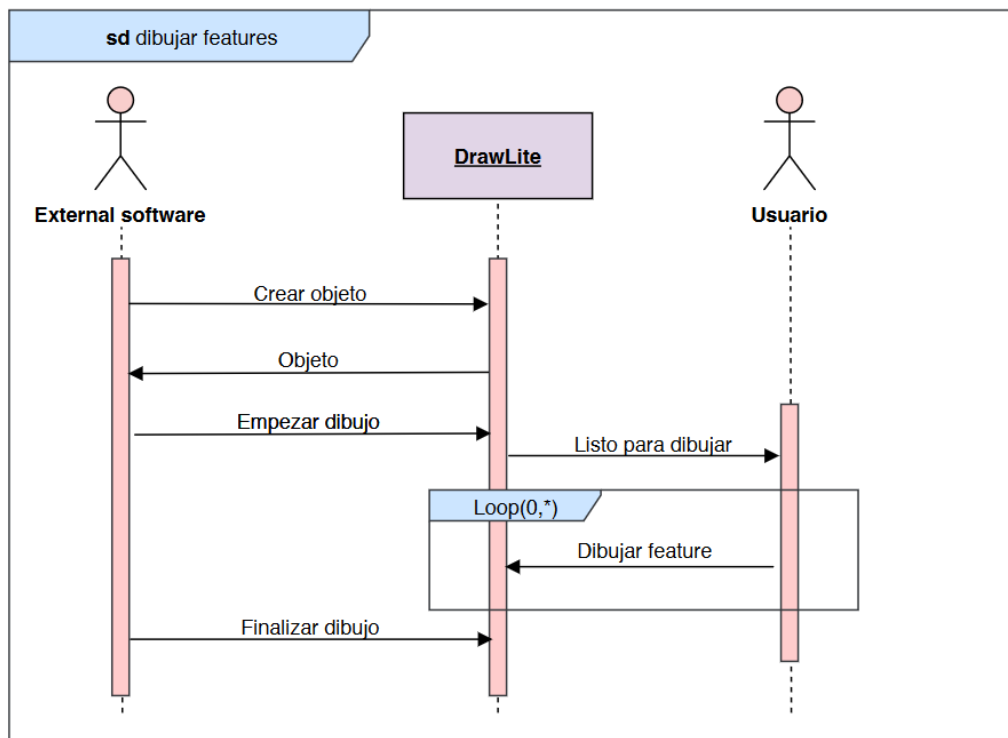 sd dibujar features
External software
DrawLite
Usuario
Crear objeto
Objeto
Empezar dibujo
Listo para dibujar
Loop(0,*)
Dibujar feature
Finalizar dibujo